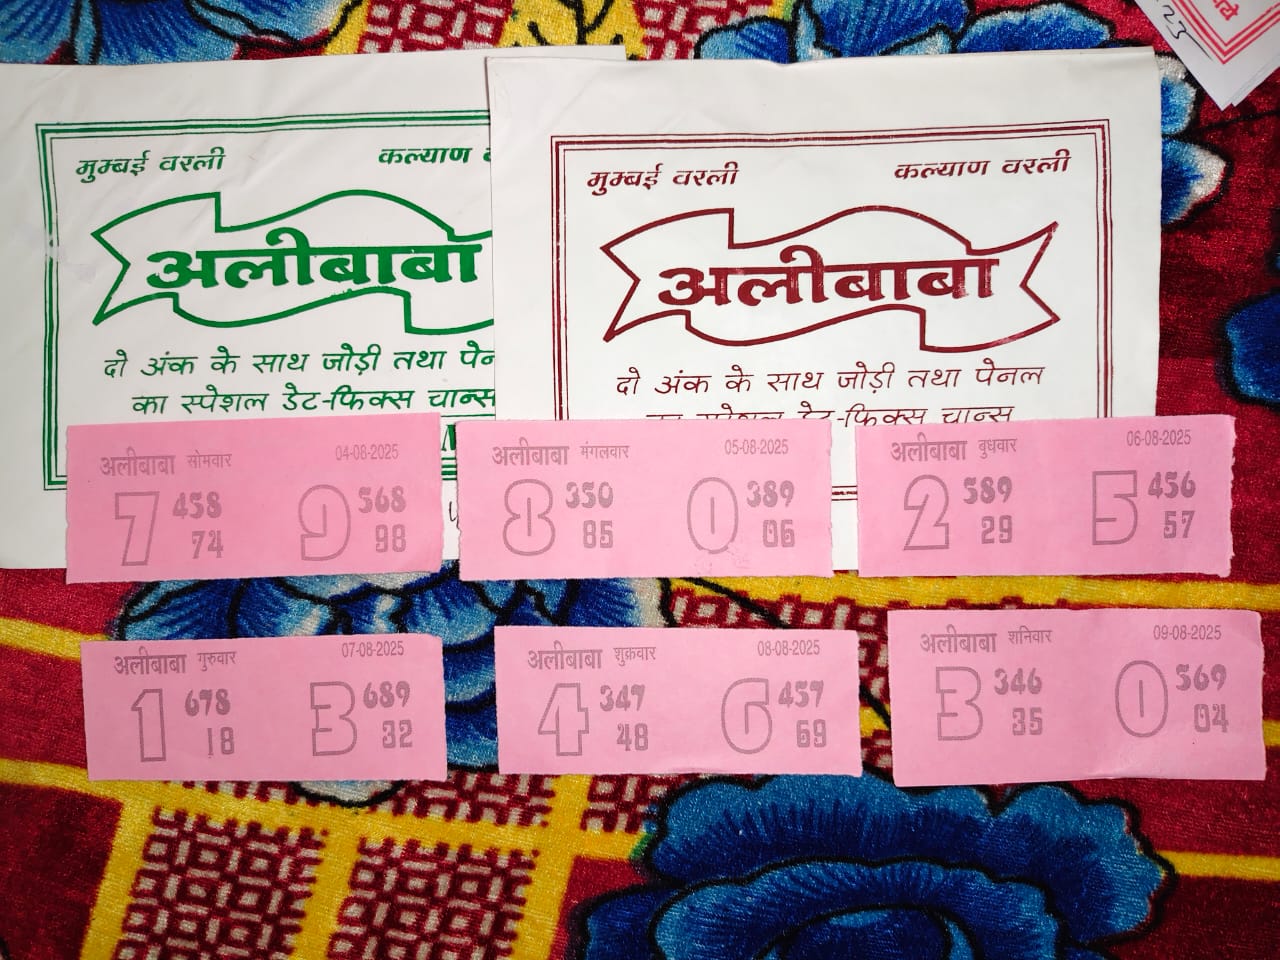 मुम्बई वरली
कल्याण
अलीबाबा
दो अंक के साथ जोड़ी तथा
का स्पेशल डेट-फिक्स चान्स
मुम्बई वरली
कल्याण वरली
अलीबाबा
दो अंक के साथ जोड़ी तथा पेनल
का स्पेशल डेट-फिक्स चान्स
23
अलीबाबा सोमवार 04-08-2025
7 458 9 568
74 98
अलीबाबा मंगलवार 05-08-2025
8 350 0 389
85 06
अलीबाबा बुधवार 06-08-2025
2 589 5 456
29 57
अलीबाबा गुरुवार 07-08-2025
1 678 3 689
18 32
अलीबाबा शुक्रवार 08-08-2025
4 347 6 457
48 69
अलीबाबा शनिवार 09-08-2025
3 346 0 569
35 04